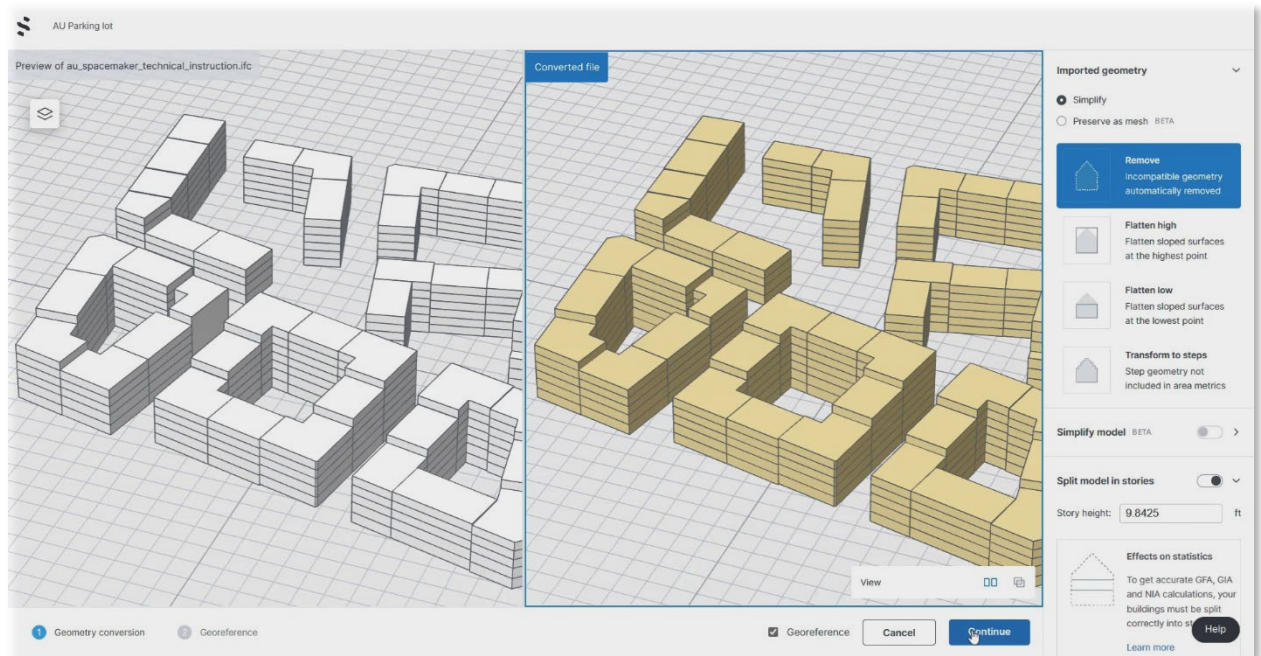 AU Parking lot
Preview of au_spacemaker_technical_instruction.ifc
Converted file
Imported geometry
Simplify
Preserve as mesh BETA
Remove
Incompatible geometry
automatically removed
Flatten high
Flatten sloped surfaces
at the highest point
Flatten low
Flatten sloped surfaces
at the lowest point
Transform to steps
Step geometry not
included in area metrics
Simplify model BETA
Split model in stories
Story height: 9.8425 ft
Effects on statistics
To get accurate GFA, GIA
and NIA calculations, your
buildings must be split
correctly into
Learn more
Help
View
1 Geometry conversion
2 Georeference
Georeference
Cancel
Continue